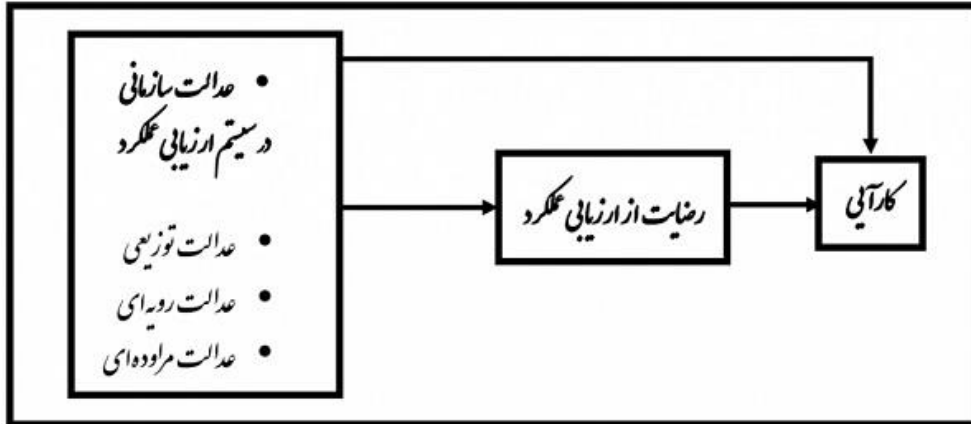 • عدالت سازمانی
در سیستم ارزیابی عملکرد
• عدالت توزیعی
• عدالت رویه‌ای
• عدالت مراوده‌ای
رضایت از ارزیابی عملکرد
کارآیی